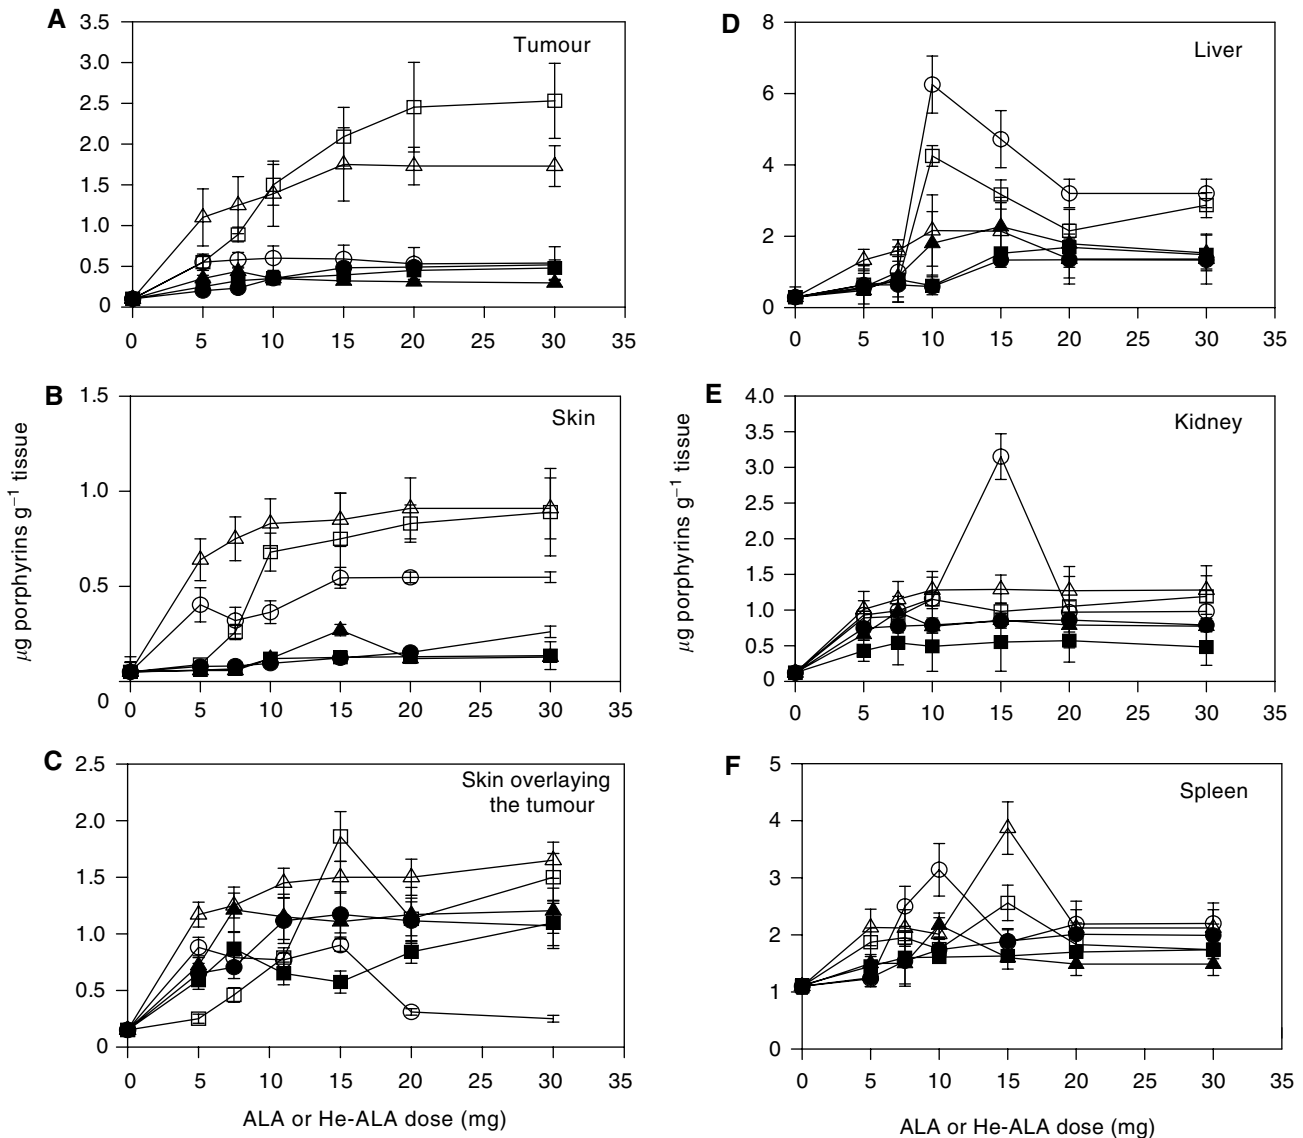 A
Tumour
3.5
3.0
2.5
2.0
1.5
1.0
0.5
0
0 5 10 15 20 25 30 35
B
Skin
1.5
1.0
0.5
0
0 5 10 15 20 25 30 35
µg porphyrins g⁻¹ tissue
C
Skin overlaying
the tumour
2.5
2.0
1.5
1.0
0.5
0
0 5 10 15 20 25 30 35
ALA or He-ALA dose (mg)
D
Liver
8
6
4
2
0
0 5 10 15 20 25 30 35
E
Kidney
4.0
3.5
3.0
2.5
2.0
1.5
1.0
0.5
0
0 5 10 15 20 25 30 35
µg porphyrins g⁻¹ tissue
F
Spleen
5
4
3
2
1
0
0 5 10 15 20 25 30 35
ALA or He-ALA dose (mg)